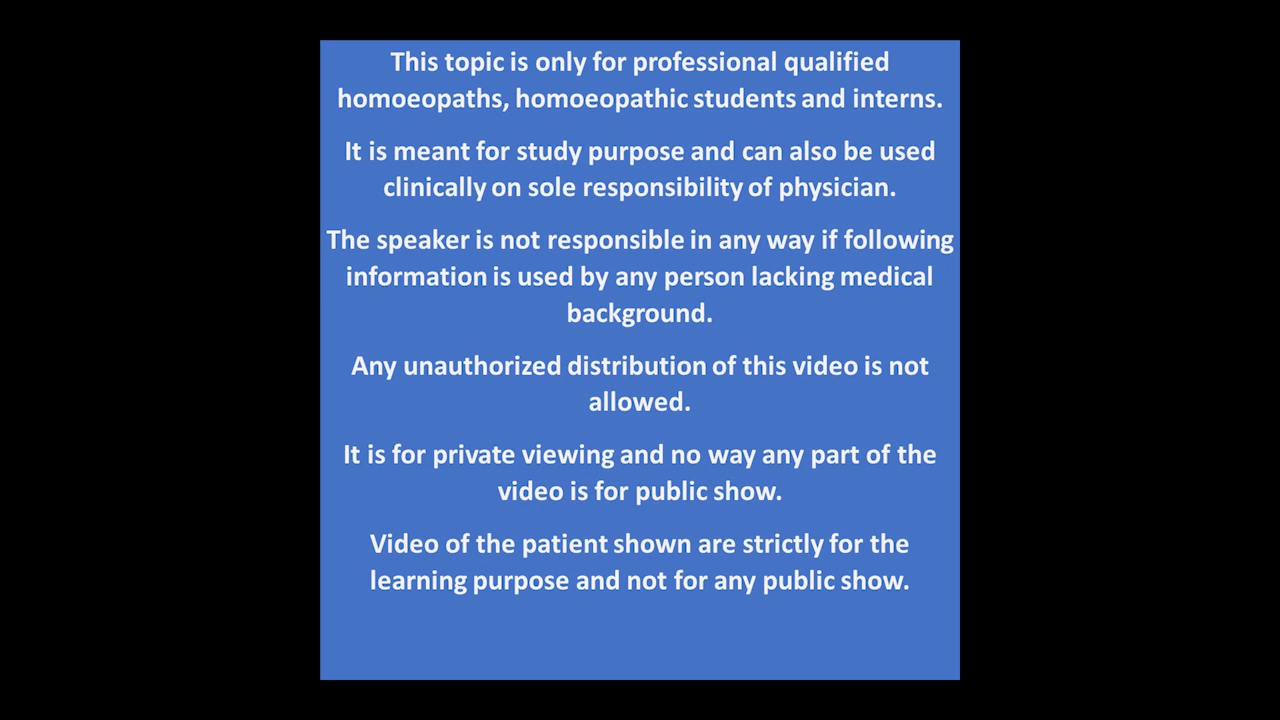 This topic is only for professional qualified
homoeopaths, homoeopathic students and interns.
It is meant for study purpose and can also be used
clinically on sole responsibility of physician.
The speaker is not responsible in any way if following
information is used by any person lacking medical
background.
Any unauthorized distribution of this video is not
allowed.
It is for private viewing and no way any part of the
video is for public show.
Video of the patient shown are strictly for the
learning purpose and not for any public show.